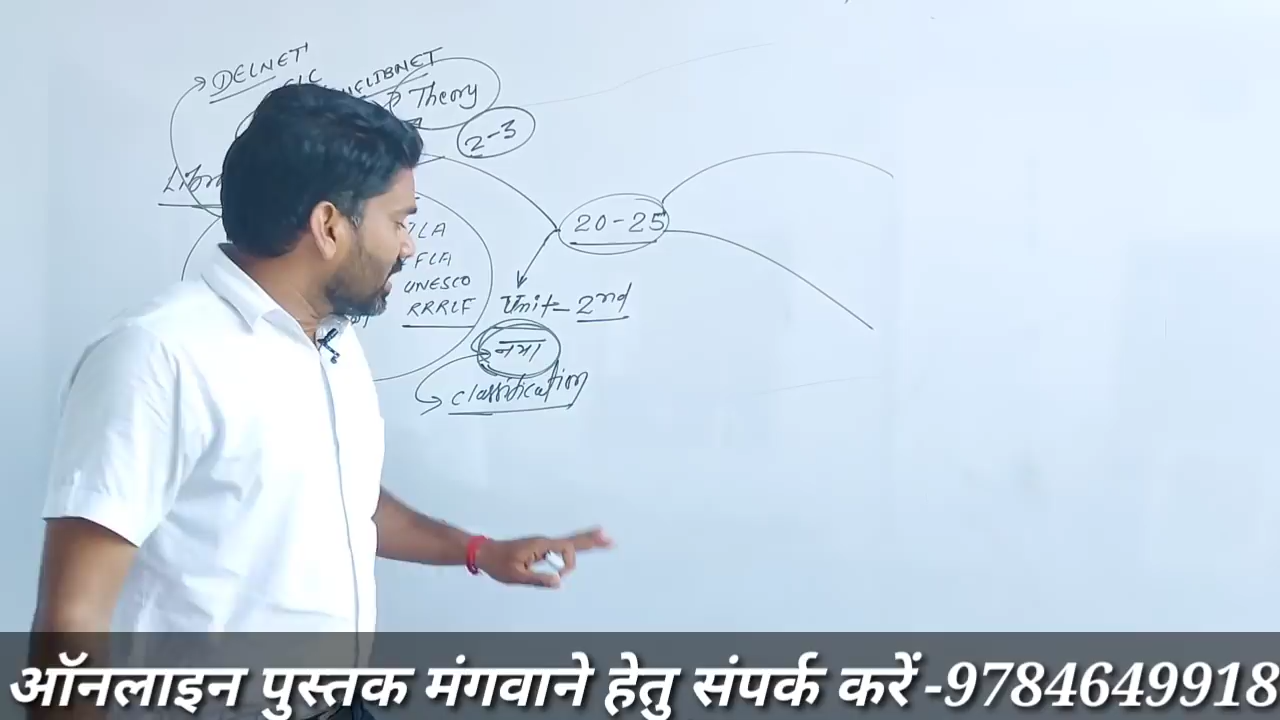 DELNET
NELIBNET
Theory
2-3
20-25
ILA
IFLA
UNESCO
RRRLF
Unit - 2nd
नया
classification
ऑनलाइन पुस्तक मंगवाने हेतु संपर्क करें -9784649918